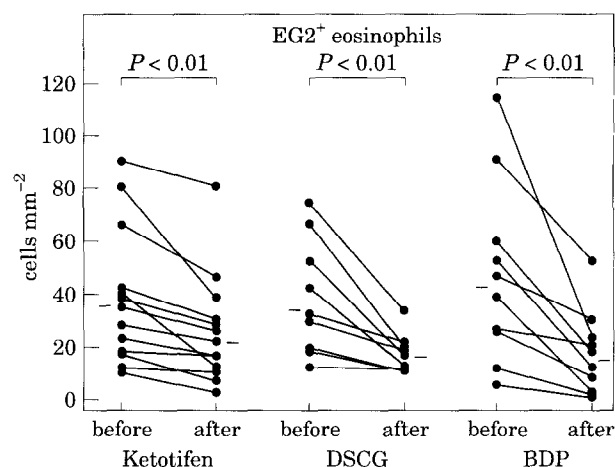 EG2⁺ eosinophils
P < 0.01 P < 0.01 P < 0.01
120
100
80
60
40
20
0
cells mm⁻²
before after before after before after
Ketotifen DSCG BDP